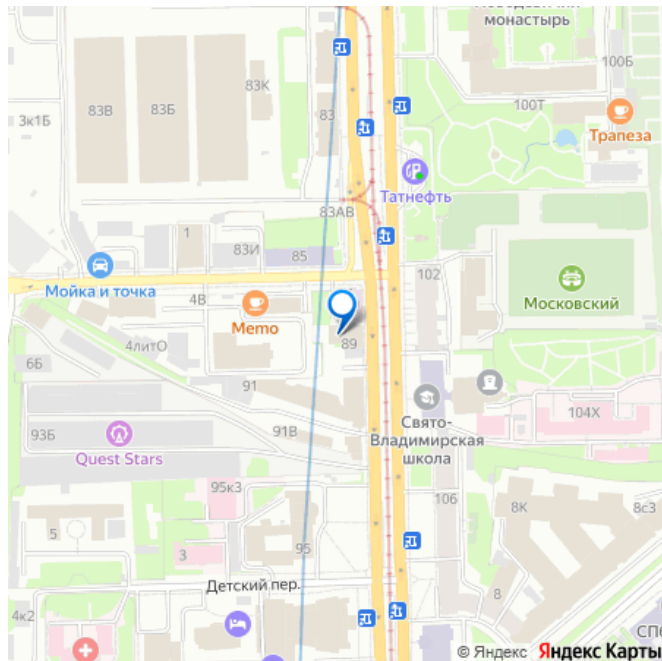 монастырь
100Б
83К
83В
83Б
100Т
3к1Б
83
Трапеза
Татнефть
83АВ
1
83И
85
102
Мойка и точка
4В
Московский
Memo
4литО
89
6Б
91
104Х
93Б
91В
Свято-
Владимирская
школа
Quest Stars
95к3
106
8К
8с3
5
3
95
Детский пер.
8
4к2
СПб
© Яндекс Яндекс Карты